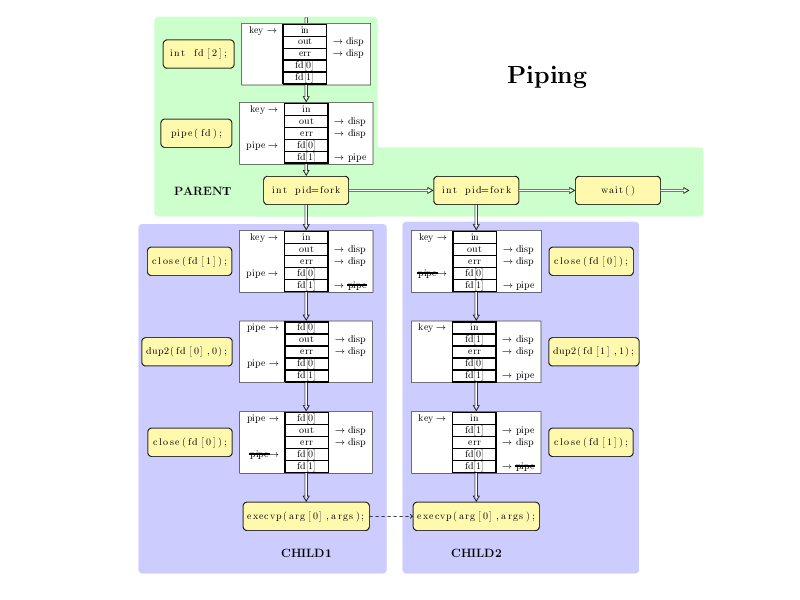 Piping
int fd[2];
key → in
out → disp
err → disp
fd[0]
fd[1]
pipe(fd);
key → in
out → disp
err → disp
pipe → fd[0]
fd[1] → pipe
PARENT
int pid=fork
int pid=fork
wait()
close(fd[1]);
key → in
out → disp
err → disp
pipe → fd[0]
fd[1] → pipe
key → in
out → disp
err → disp
pipe → fd[0]
fd[1] → pipe
close(fd[0]);
dup2(fd[0],0);
pipe → fd[0]
out → disp
err → disp
pipe → fd[0]
fd[1]
key → in
fd[1] → disp
err → disp
fd[0]
fd[1] → pipe
dup2(fd[1],1);
close(fd[0]);
pipe → fd[0]
out → disp
err → disp
pipe → fd[0]
fd[1]
key → in
fd[1] → pipe
err → disp
fd[0]
fd[1] → pipe
close(fd[1]);
execvp(arg[0],args);
execvp(arg[0],args);
CHILD1
CHILD2